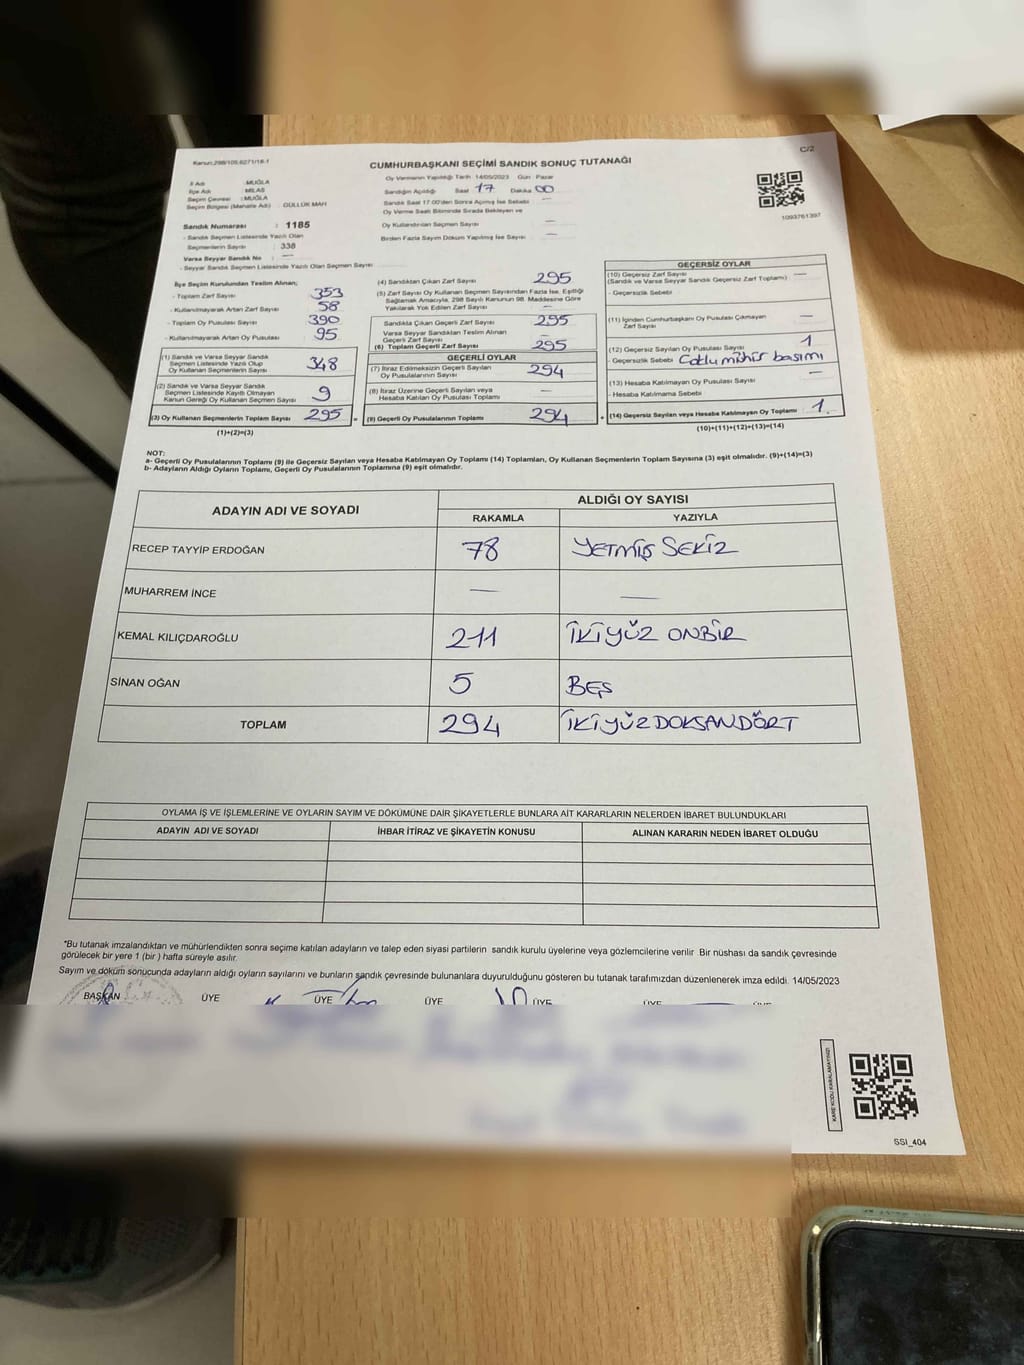 Kanun:298/105,6271/16-1
CUMHURBAŞKANI SEÇİMİ SANDIK SONUÇ TUTANAĞI
C/2
Oy Vermenin Yapıldığı Tarih 14/05/2023 Gün : Pazar
İl Adı :MUĞLA
İlçe Adı :MİLAS
Seçim Çevresi :MUĞLA
Seçim Bölgesi (Mahalle Adı) : GÜLLÜK MAH
Sandığın Açıldığı Saat 17 Dakika 00
Sandık Saat 17:00'den Sonra Açılmış İse Sebebi —
Oy Verme Saati Bitiminde Sırada Bekleyen ve
Oy Kullandırılan Seçmen Sayısı —
Birden Fazla Sayım Döküm Yapılmış İse Sayısı —
1093761397
Sandık Numarası : 1185
- Sandık Seçmen Listesinde Yazılı Olan
Seçmenlerin Sayısı : 338
Varsa Seyyar Sandık No : —
- Seyyar Sandık Seçmen Listesinde Yazılı Olan Seçmen Sayısı
İlçe Seçim Kurulundan Teslim Alınan;
- Toplam Zarf Sayısı 353
- Kullanılmayarak Artan Zarf Sayısı 58
- Toplam Oy Pusulası Sayısı 390
- Kullanılmayarak Artan Oy Pusulası 95
(1) Sandık ve Varsa Seyyar Sandık
Seçmen Listesinde Yazılı Olup
Oy Kullanan Seçmenlerin Sayısı 348
(2) Sandık ve Varsa Seyyar Sandık
Seçmen Listesinde Kayıtlı Olmayan
Kanun Gereği Oy Kullanan Seçmen Sayısı 9
(3) Oy Kullanan Seçmenlerin Toplam Sayısı 295
(1)+(2)=(3)
(4) Sandıktan Çıkan Zarf Sayısı 295
(5) Zarf Sayısı Oy Kullanan Seçmen Sayısından Fazla İse, Eşitliği
Sağlamak Amacıyla, 298 Sayılı Kanunun 98. Maddesine Göre
Yakılarak Yok Edilen Zarf Sayısı —
Sandıkta Çıkan Geçerli Zarf Sayısı 295
Varsa Seyyar Sandıktan Teslim Alınan
Geçerli Zarf Sayısı —
(6) Toplam Geçerli Zarf Sayısı 295
GEÇERLİ OYLAR
(7) İtiraz Edilmeksizin Geçerli Sayılan
Oy Pusulalarının Sayısı 294
(8) İtiraz Üzerine Geçerli Sayılan veya
Hesaba Katılan Oy Pusulası Toplamı —
(9) Geçerli Oy Pusulalarının Toplamı 294
GEÇERSİZ OYLAR
(10) Geçersiz Zarf Sayısı —
(Sandık ve Varsa Seyyar Sandık Geçersiz Zarf Toplamı)
- Geçersizlik Sebebi
(11) İçinden Cumhurbaşkanı Oy Pusulası Çıkmayan
Zarf Sayısı —
(12) Geçersiz Sayılan Oy Pusulası Sayısı 1
- Geçersizlik Sebebi Çoklu mühür basımı
(13) Hesaba Katılmayan Oy Pusulası Sayısı —
- Hesaba Katılmama Sebebi
(14) Geçersiz Sayılan veya Hesaba Katılmayan Oy Toplamı 1
(10)+(11)+(12)+(13)=(14)
NOT:
a- Geçerli Oy Pusulalarının Toplamı (9) ile Geçersiz Sayılan veya Hesaba Katılmayan Oy Toplamı (14) Toplamları, Oy Kullanan Seçmenlerin Toplam Sayısına (3) eşit olmalıdır. (9)+(14)=(3)
b- Adayların Aldığı Oyların Toplamı, Geçerli Oy Pusulalarının Toplamına (9) eşit olmalıdır.
ADAYIN ADI VE SOYADI
ALDIĞI OY SAYISI
RAKAMLA YAZIYLA
RECEP TAYYİP ERDOĞAN 78 YETMİŞ SEKİZ
MUHARREM İNCE — —
KEMAL KILIÇDAROĞLU 211 İKİYÜZ ONBİR
SİNAN OĞAN 5 BEŞ
TOPLAM 294 İKİYÜZDOKSANDÖRT
OYLAMA İŞ VE İŞLEMLERİNE VE OYLARIN SAYIM VE DÖKÜMÜNE DAİR ŞİKAYETLERLE BUNLARA AİT KARARLARIN NELERDEN İBARET BULUNDUKLARI
ADAYIN ADI VE SOYADI İHBAR İTİRAZ VE ŞİKAYETİN KONUSU ALINAN KARARIN NEDEN İBARET OLDUĞU
*Bu tutanak imzalandıktan ve mühürlendikten sonra seçime katılan adayların ve talep eden siyasi partilerin sandık kurulu üyelerine veya gözlemcilerine verilir. Bir nüshası da sandık çevresinde
görülecek bir yere 1 (bir ) hafta süreyle asılır.
Sayım ve döküm sonucunda adayların aldığı oyların sayılarını ve bunların sandık çevresinde bulunanlara duyurulduğunu gösteren bu tutanak tarafımızdan düzenlenerek imza edildi. 14/05/2023
BAŞKAN ÜYE ÜYE ÜYE ÜYE ÜYE ÜYE
KARE KODU KARALAMAYINIZ!
SSI_404